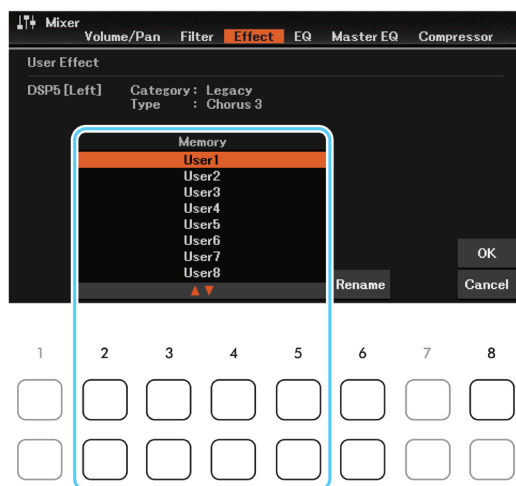 Mixer
Volume/Pan Filter Effect EQ Master EQ Compressor
User Effect
DSP5 [Left] Category : Legacy
Type : Chorus 3
Memory
User1
User2
User3
User4
User5
User6
User7
User8
▲▼
Rename
OK
Cancel
1 2 3 4 5 6 7 8